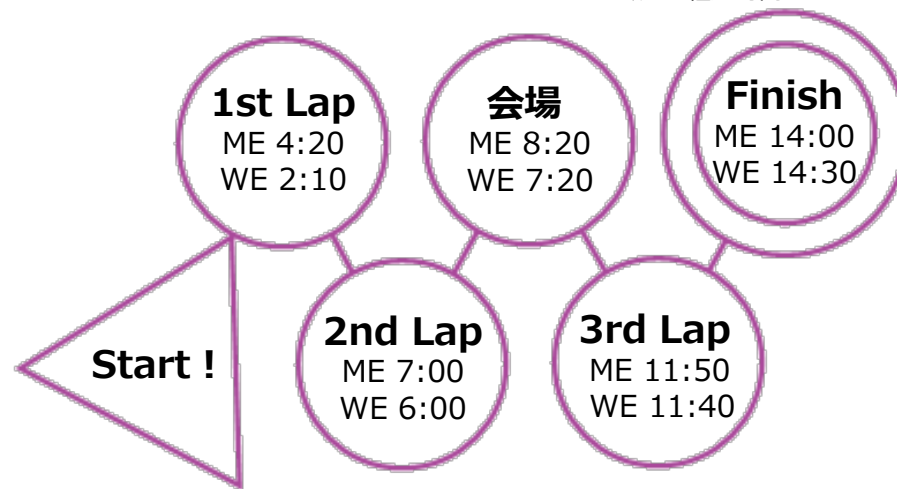 Start !
1st Lap
ME 4:20
WE 2:10
2nd Lap
ME 7:00
WE 6:00
会場
ME 8:20
WE 7:20
3rd Lap
ME 11:50
WE 11:40
Finish
ME 14:00
WE 14:30